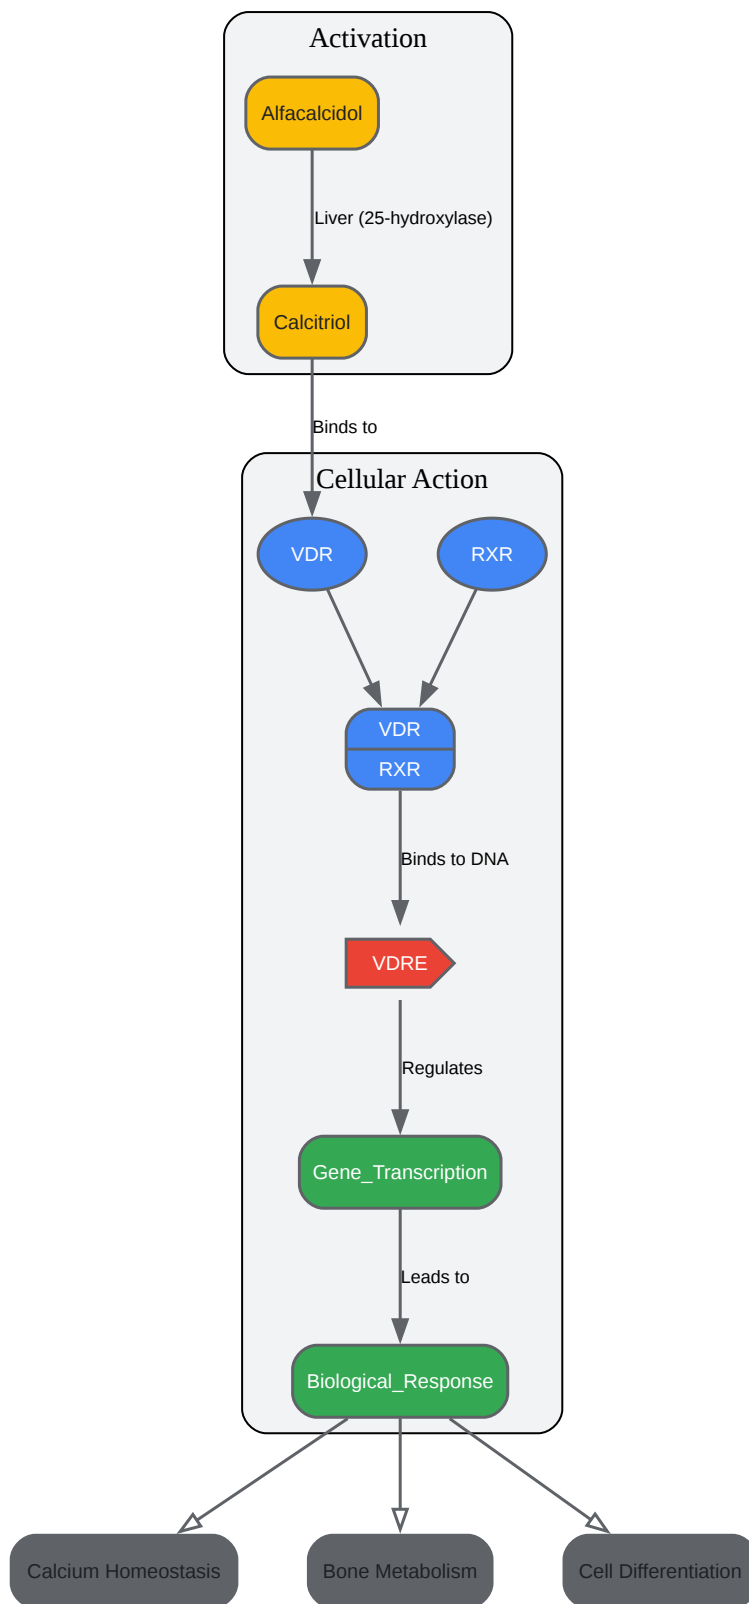 Activation
Alfacalcidol
Liver (25-hydroxylase)
Calcitriol
Binds to
Cellular Action
VDR
RXR
VDR
RXR
Binds to DNA
VDRE
Regulates
Gene_Transcription
Leads to
Biological_Response
Calcium Homeostasis
Bone Metabolism
Cell Differentiation